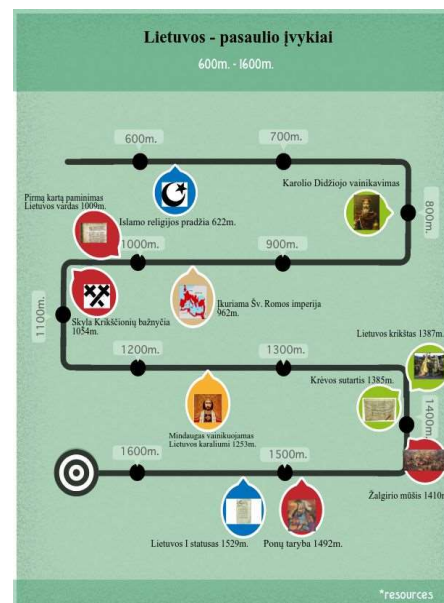 Lietuvos - pasaulio įvykiai
600m. - 1600m.
600m.
700m.
Karolio Didžiojo vainikavimas
Islamo religijos pradžia 622m.
800m.
Pirmą kartą paminimas
Lietuvos vardas 1009m.
1000m.
900m.
Ikuriama Šv. Romos imperija
962m.
Skyla Krikščionių bažnyčia
1054m.
1100m.
1200m.
1300m.
Lietuvos krikštas 1387m.
Krėvos sutartis 1385m.
Mindaugas vainikuojamas
Lietuvos karaliumi 1253m.
1400m.
Žalgirio mūšis 1410m
1600m.
1500m.
Lietuvos I statusas 1529m.
Ponų taryba 1492m.
*resources